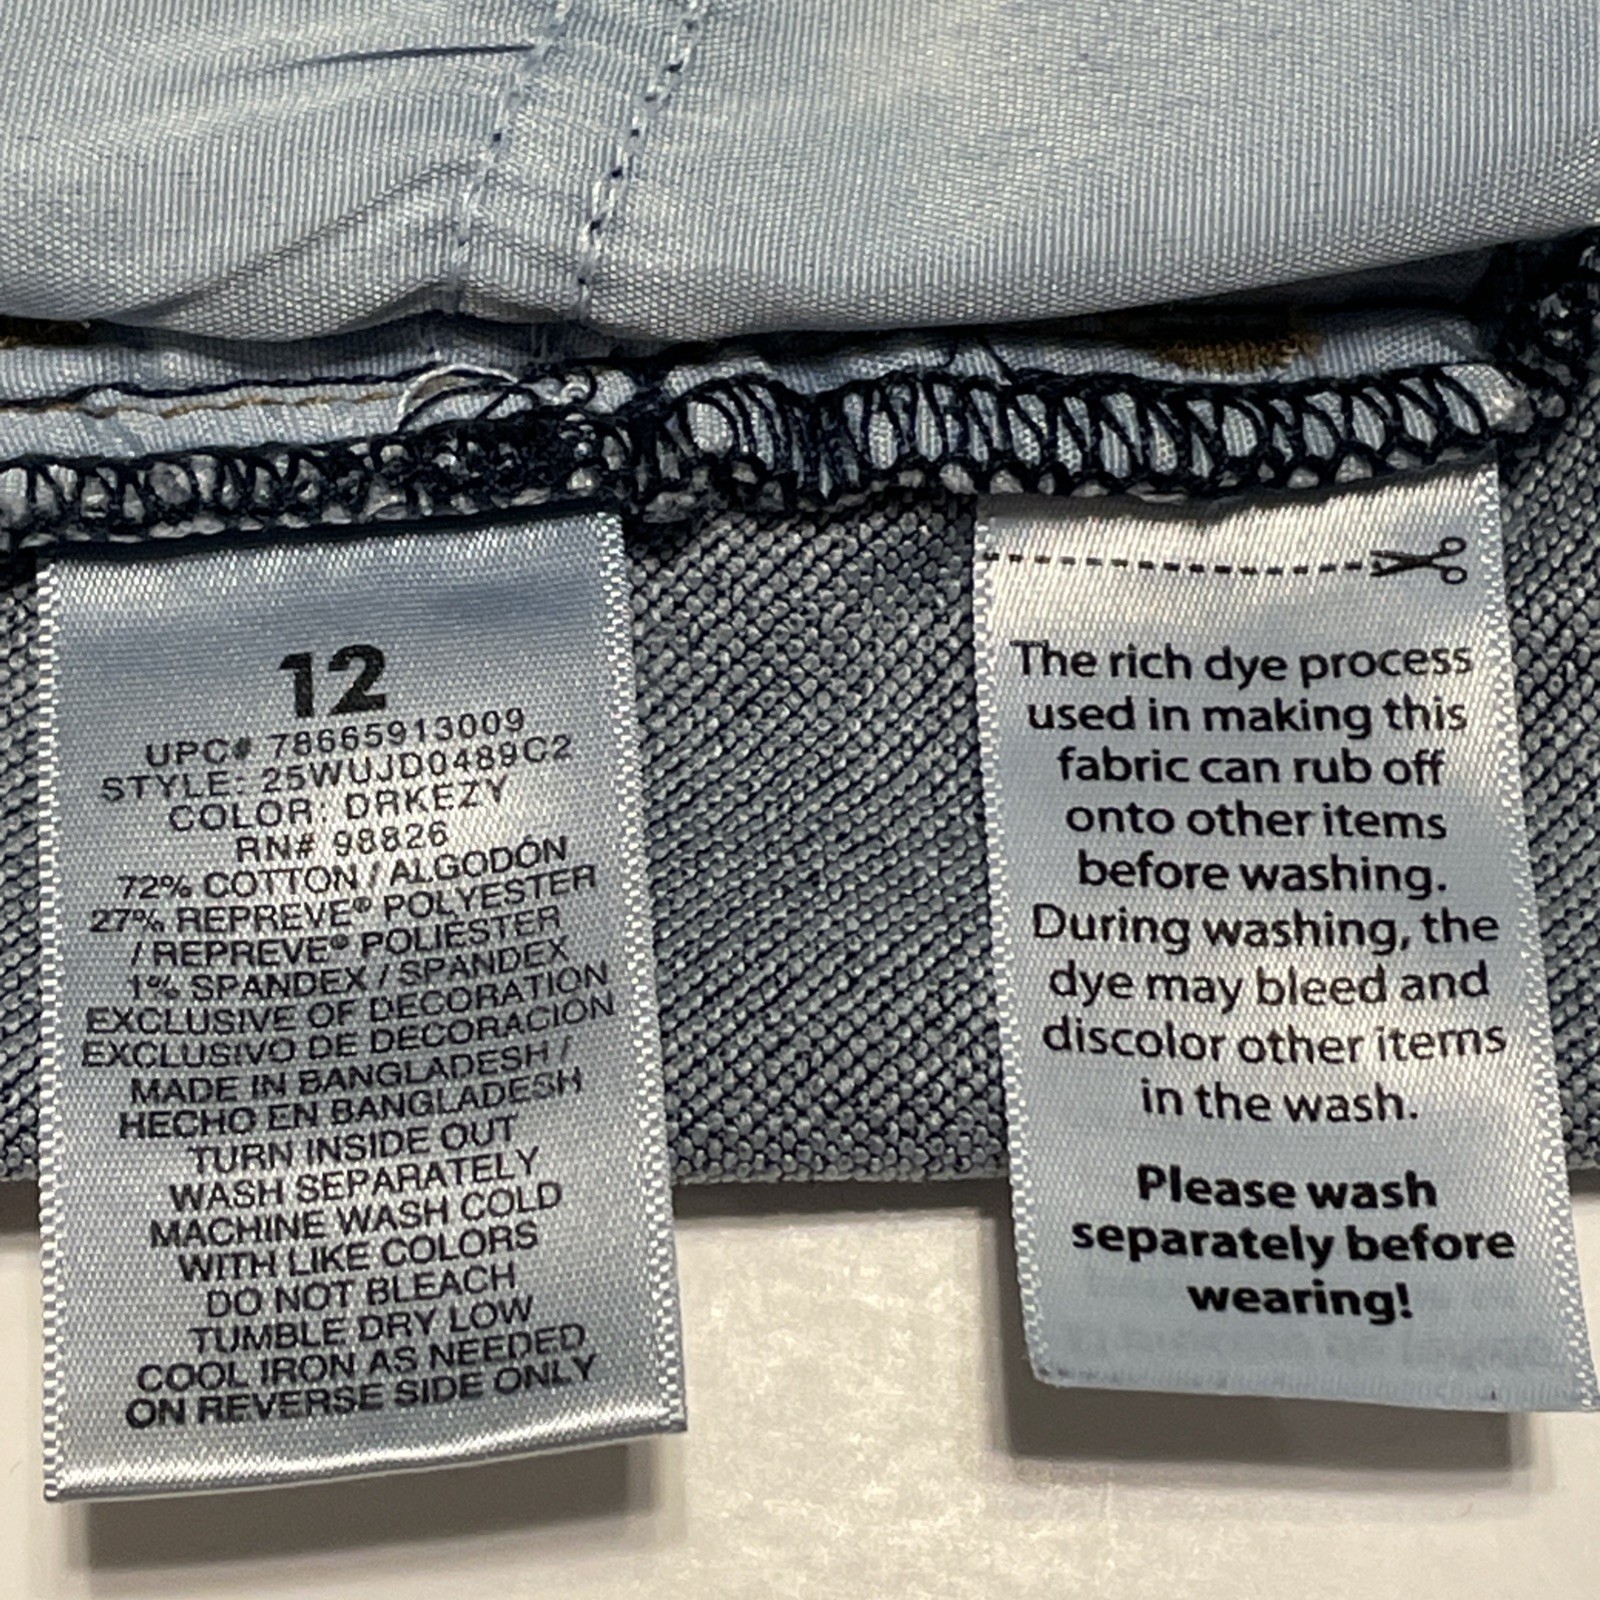 12
UPC# 78665913009
STYLE: 25WUJD0489C2
COLOR: DRKEZY
RN# 98826
72% COTTON / ALGODÓN
27% REPREVE® POLYESTER
/ REPREVE® POLIESTER
1% SPANDEX / SPANDEX
EXCLUSIVE OF DECORATION
EXCLUSIVO DE DECORACION
MADE IN BANGLADESH /
HECHO EN BANGLADESH
TURN INSIDE OUT
WASH SEPARATELY
MACHINE WASH COLD
WITH LIKE COLORS
DO NOT BLEACH
TUMBLE DRY LOW
COOL IRON AS NEEDED
ON REVERSE SIDE ONLY
The rich dye process
used in making this
fabric can rub off
onto other items
before washing.
During washing, the
dye may bleed and
discolor other items
in the wash.
Please wash
separately before
wearing!